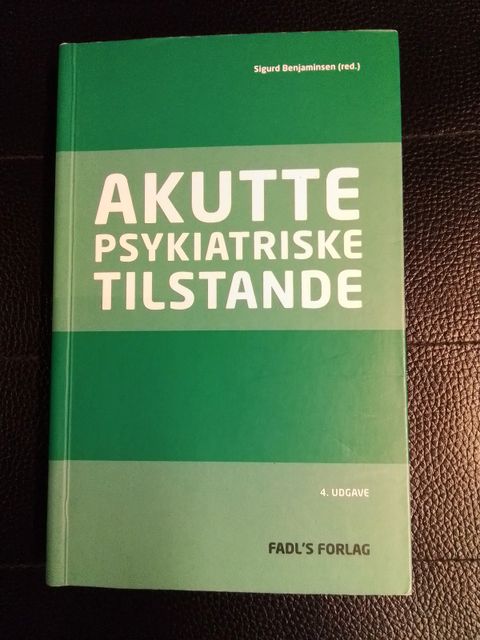 Sigurd Benjaminsen (red.)
AKUTTE
PSYKIATRISKE
TILSTANDE
4. UDGAVE
FADL'S FORLAG